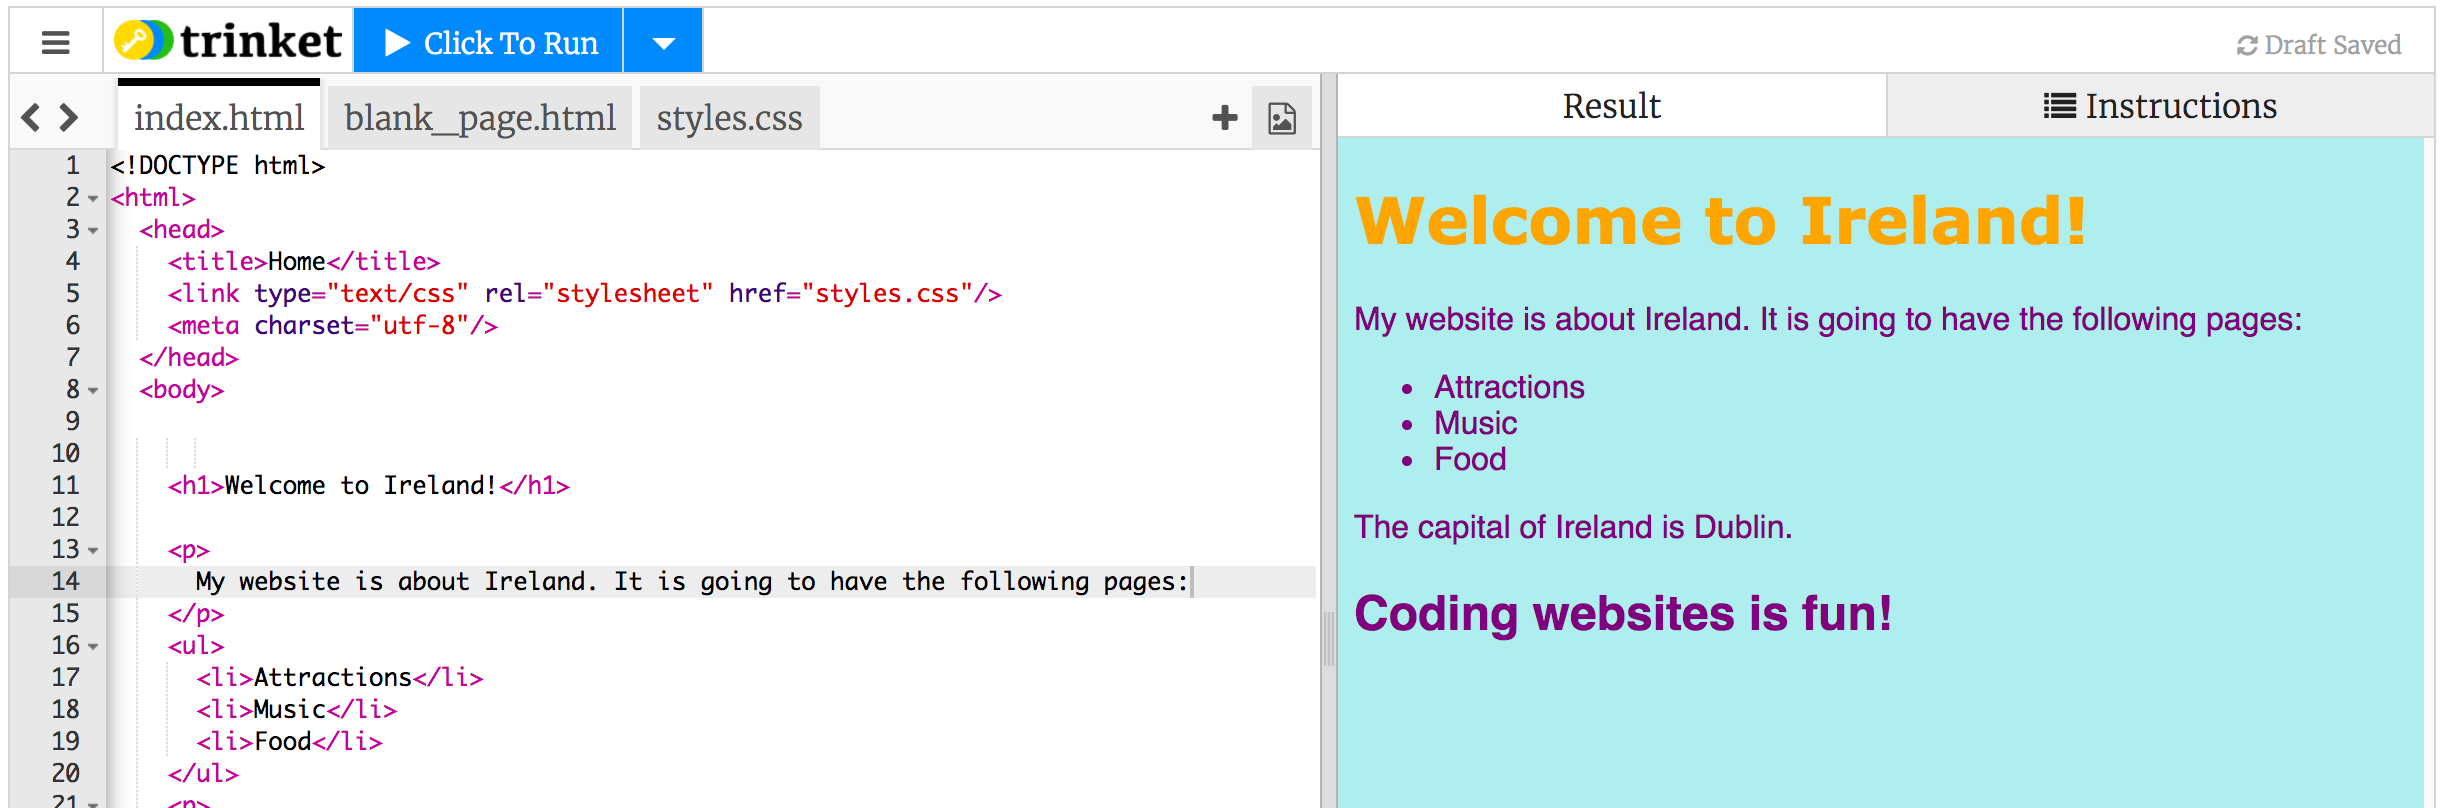 trinket Click To Run Draft Saved
index.html blank_page.html styles.css
1 <!DOCTYPE html>
2 <html>
3 <head>
4 <title>Home</title>
5 <link type="text/css" rel="stylesheet" href="styles.css"/>
6 <meta charset="utf-8"/>
7 </head>
8 <body>
9
10
11 <h1>Welcome to Ireland!</h1>
12
13 <p>
14 My website is about Ireland. It is going to have the following pages:
15 </p>
16 <ul>
17 <li>Attractions</li>
18 <li>Music</li>
19 <li>Food</li>
20 </ul>
21 <p>
Result Instructions
Welcome to Ireland!
My website is about Ireland. It is going to have the following pages:
• Attractions
• Music
• Food
The capital of Ireland is Dublin.
Coding websites is fun!